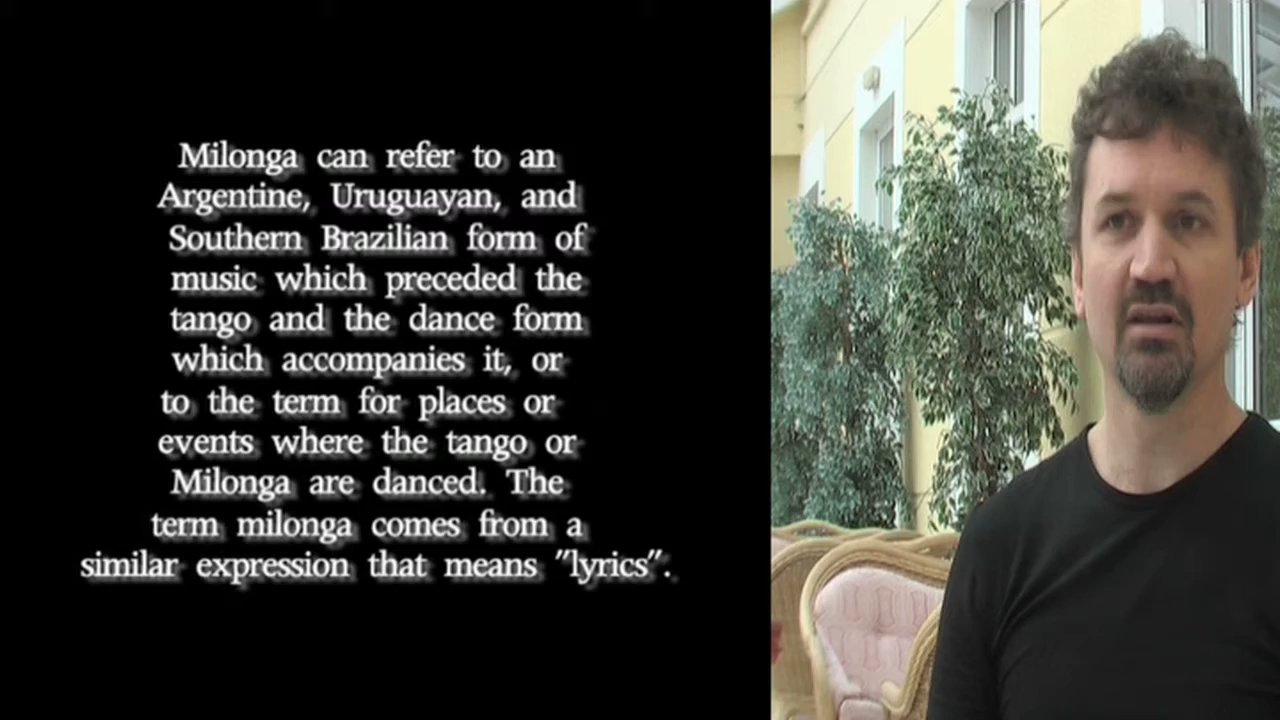 Milonga can refer to an
Argentine, Uruguayan, and
Southern Brazilian form of
music which preceded the
tango and the dance form
which accompanies it, or
to the term for places or
events where the tango or
Milonga are danced. The
term milonga comes from a
similar expression that means "lyrics".